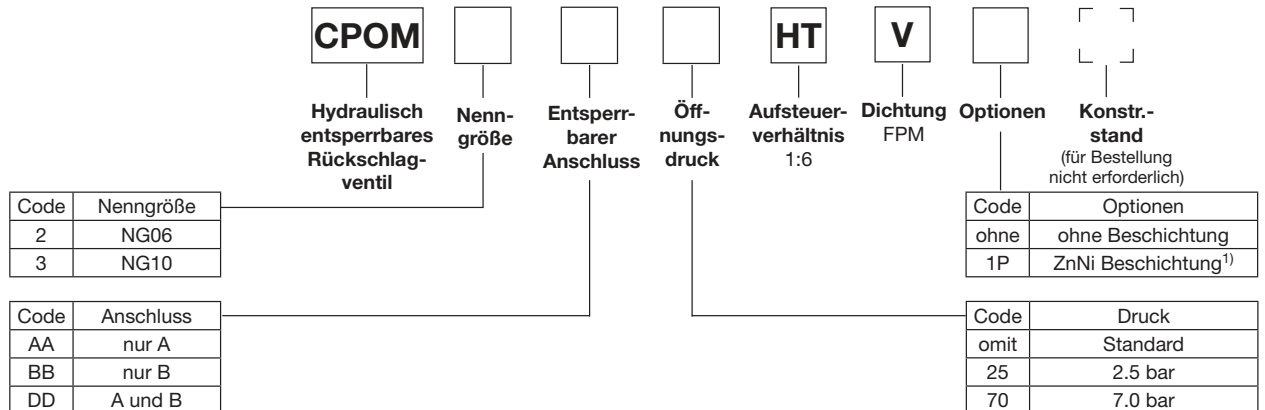 CPOM HT V
Hydraulisch
entsperrbares
Rückschlag-
ventil
Nenn-
größe
Entsperr-
barer
Anschluss
Öff-
nungs-
druck
Aufsteuer-
verhältnis
1:6
Dichtung
FPM
Optionen
Konstr.-
stand
(für Bestellung
nicht erforderlich)
Code Nenngröße
2 NG06
3 NG10
Code Optionen
ohne ohne Beschichtung
1P ZnNi Beschichtung1)
Code Anschluss
AA nur A
BB nur B
DD A und B
Code Druck
omit Standard
25 2.5 bar
70 7.0 bar